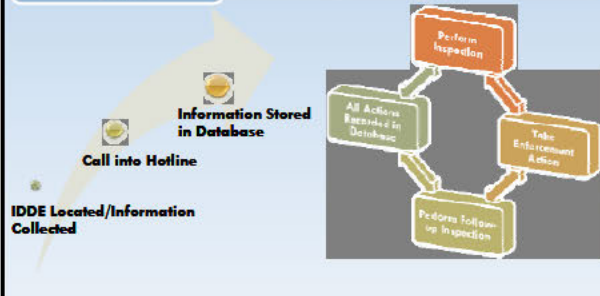 IDDE Located/Information
Collected
Call into Hotline
Information Stored
in Database
Perform
Inspection
Take
Enforcement
Action
Perform Follow-
up Inspection
All Actions
Recorded in
Database